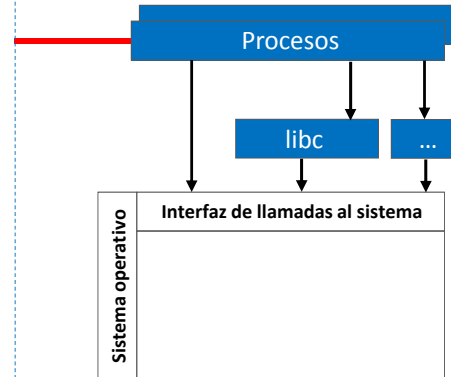 Procesos
libc
...
Interfaz de llamadas al sistema
Sistema operativo